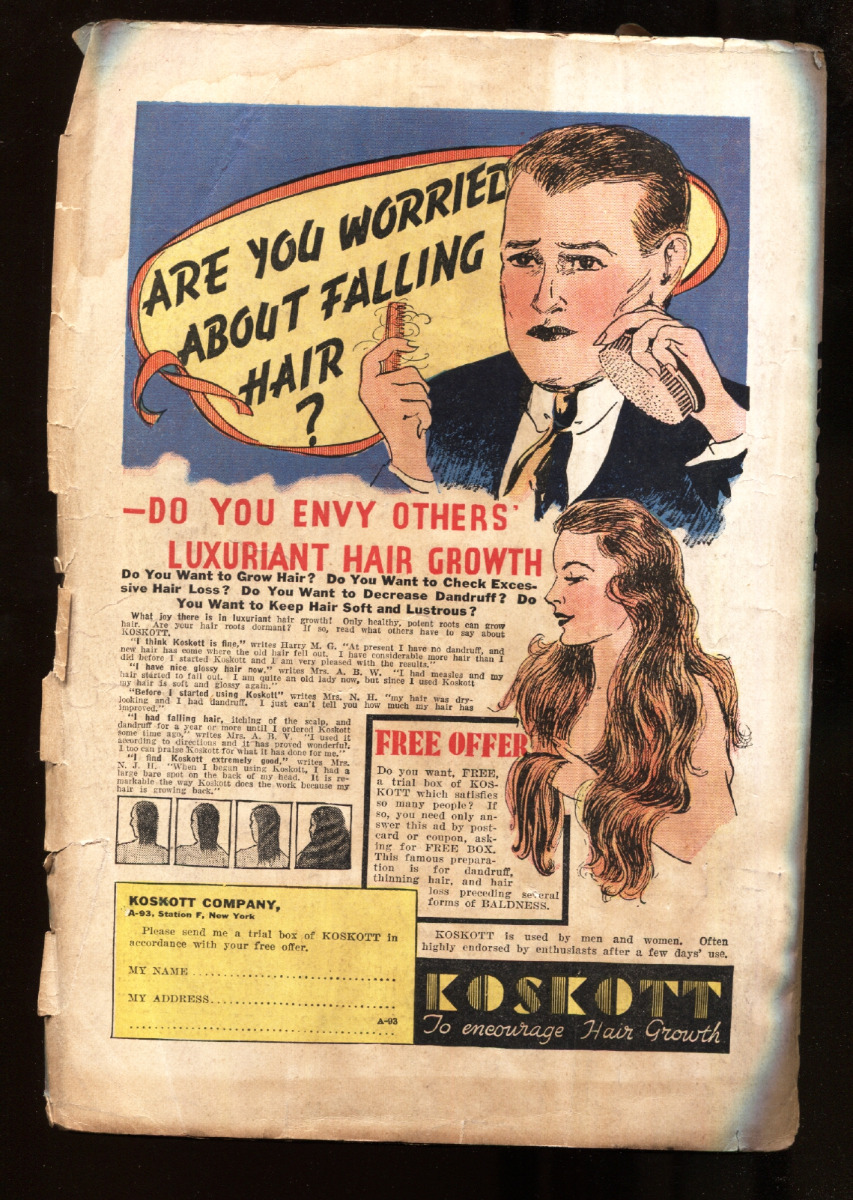 ARE YOU WORRIED
ABOUT FALLING
HAIR
?
—DO YOU ENVY OTHERS'
LUXURIANT HAIR GROWTH
Do You Want to Grow Hair? Do You Want to Check Exces-
sive Hair Loss? Do You Want to Decrease Dandruff? Do
You Want to Keep Hair Soft and Lustrous?
What joy there is in luxuriant hair growth! Only healthy, potent roots can grow
hair. Are your hair roots dormant? If so, read what others have to say about
KOSKOTT.
"I think Koskott is fine," writes Harry M. G. "At present I have no dandruff, and
new hair has come where the old hair fell out. I have considerable more hair than I
did before I started Koskott and I am very pleased with the results."
"I have nice glossy hair now," writes Mrs. A. B. W. "I had measles and my
hair started to fall out. I am quite an old lady now, but since I used Koskott
my hair is soft and glossy again."
"Before I started using Koskott" writes Mrs. N. H. "my hair was dry-
looking and I had dandruff. I just can't tell you how much my hair has
improved."
"I had falling hair, itching of the scalp, and
dandruff for a year or more until I ordered Koskott
some time ago," writes Mrs. A. B. V. "I used it
according to directions and it has proved wonderful.
I too can praise Koskott for what it has done for me."
"I find Koskott extremely good," writes Mrs.
N. J. H. "When I began using Koskott, I had a
large bare spot on the back of my head. It is re-
markable the way Koskott does the work because my
hair is growing back."
FREE OFFER
Do you want, FREE,
a trial box of KOS-
KOTT which satisfies
so many people? If
so, you need only an-
swer this ad by post-
card or coupon, ask-
ing for FREE BOX.
This famous prepara-
tion is for dandruff,
thinning hair, and hair
loss preceding several
forms of BALDNESS.
KOSKOTT COMPANY,
A-93, Station F, New York
Please send me a trial box of KOSKOTT in
accordance with your free offer.
MY NAME
MY ADDRESS
A-93
KOSKOTT is used by men and women. Often
highly endorsed by enthusiasts after a few days' use.
KOSKOTT
To encourage Hair Growth